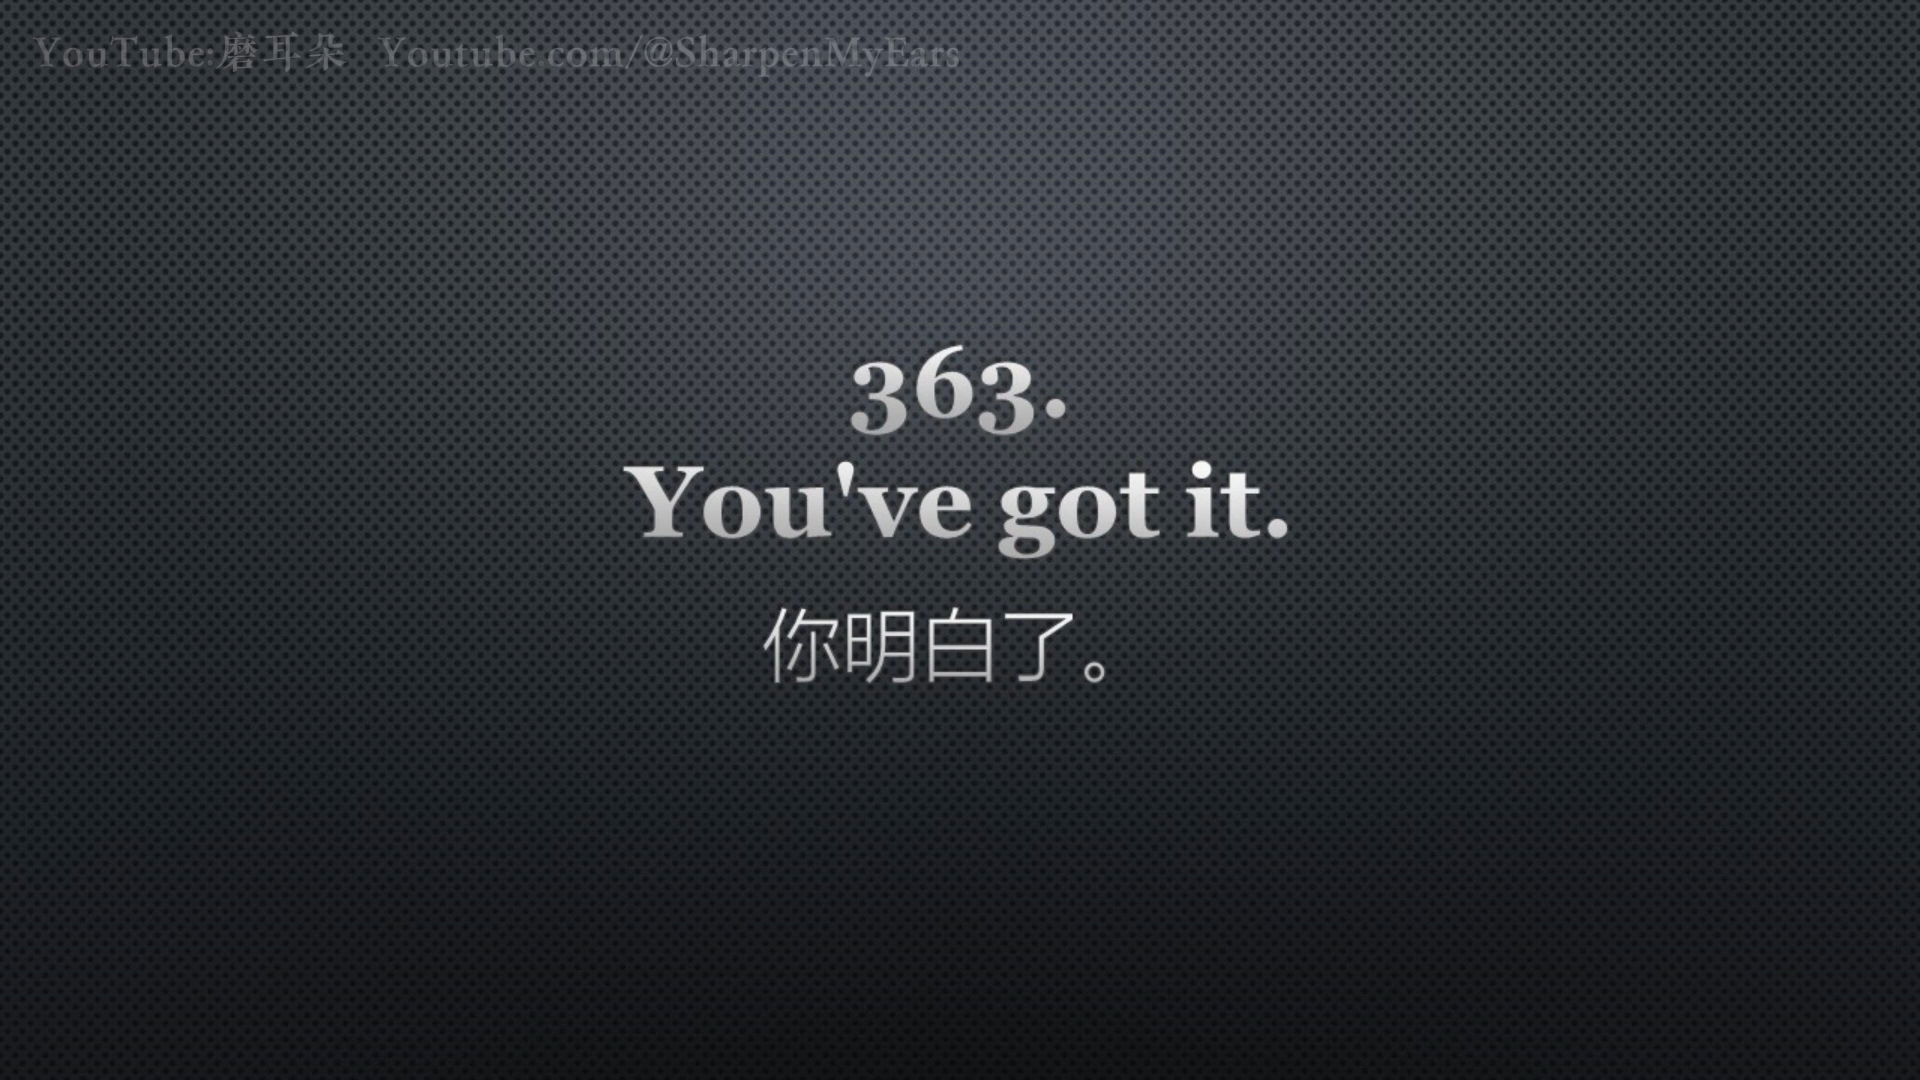 YouTube:磨耳朵 Youtube.com/@SharpenMyEars
363.
You've got it.
你明白了。